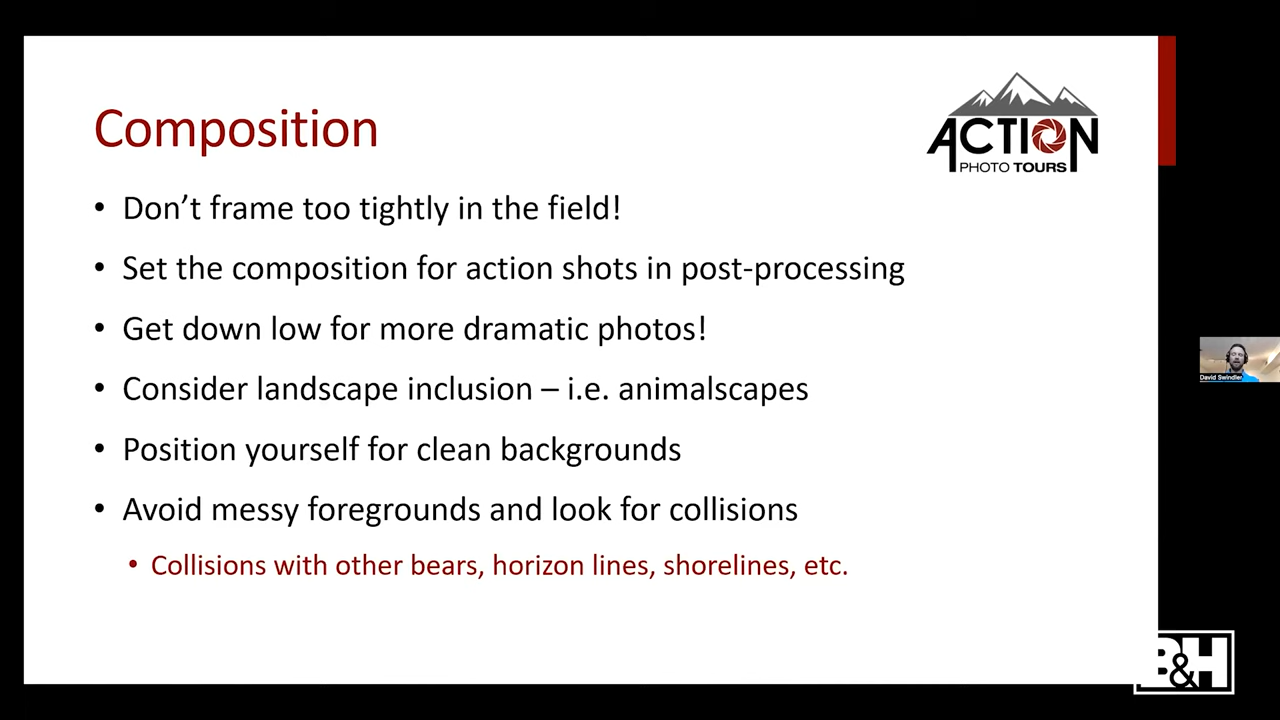 Composition
ACTION
PHOTO TOURS
• Don’t frame too tightly in the field!
• Set the composition for action shots in post-processing
• Get down low for more dramatic photos!
• Consider landscape inclusion – i.e. animalscapes
• Position yourself for clean backgrounds
• Avoid messy foregrounds and look for collisions
• Collisions with other bears, horizon lines, shorelines, etc.
David Swindler
B&H